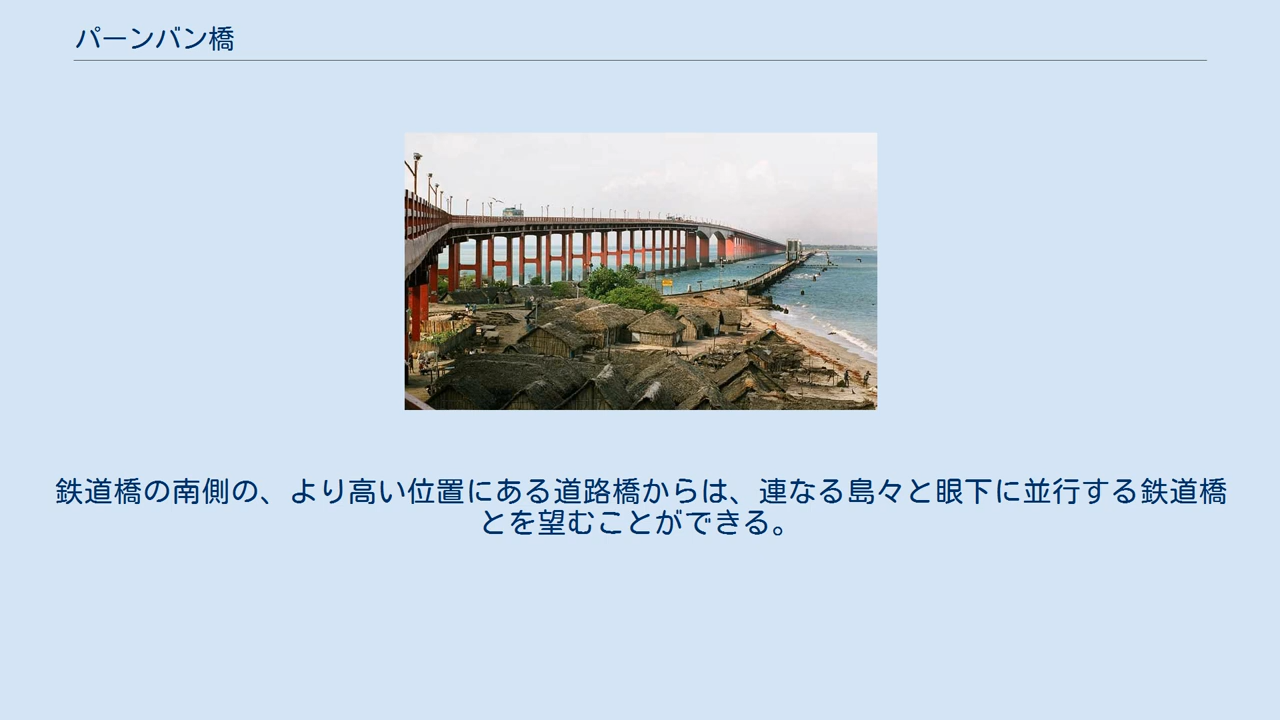 パーンバン橋
鉄道橋の南側の、より高い位置にある道路橋からは、連なる島々と眼下に並行する鉄道橋
とを望むことができる。